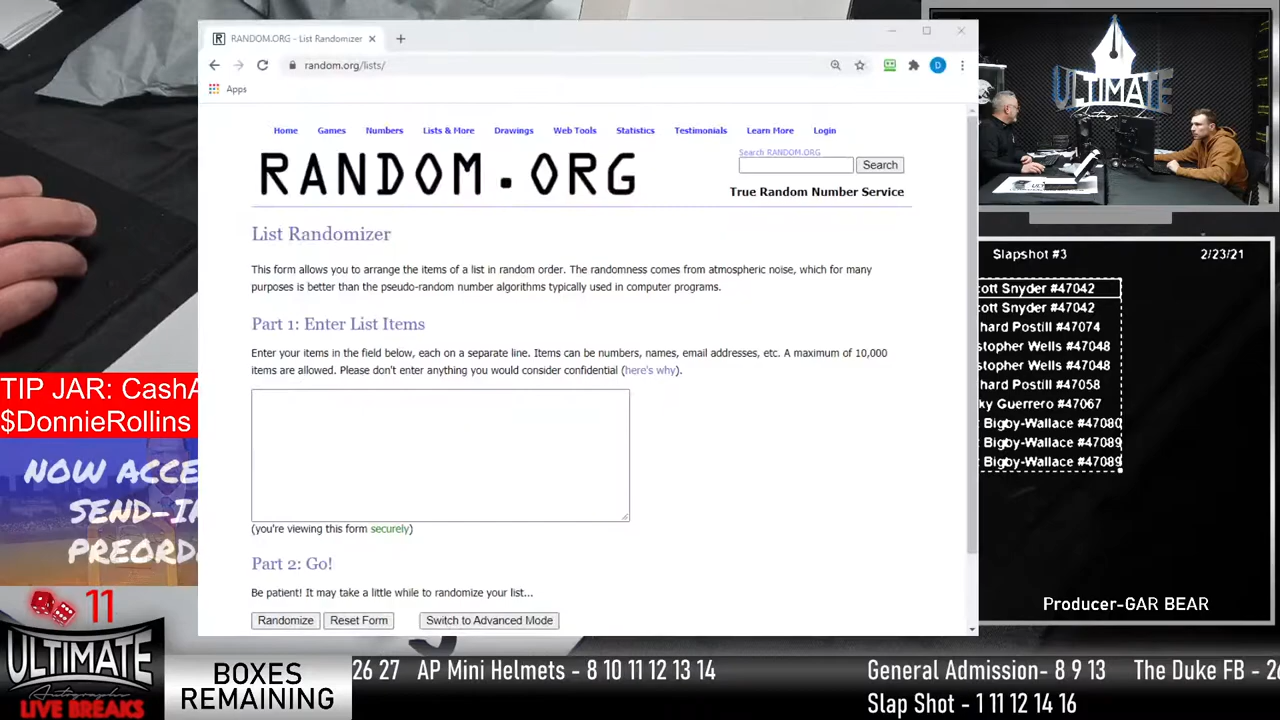 RANDOM.ORG - List Randomizer
random.org/lists/
D
Apps
Home Games Numbers Lists & More Drawings Web Tools Statistics Testimonials Learn More Login
Search RANDOM.ORG
RANDOM.ORG
Search
True Random Number Service
List Randomizer
This form allows you to arrange the items of a list in random order. The randomness comes from atmospheric noise, which for many
purposes is better than the pseudo-random number algorithms typically used in computer programs.
Part 1: Enter List Items
Enter your items in the field below, each on a separate line. Items can be numbers, names, email addresses, etc. A maximum of 10,000
items are allowed. Please don't enter anything you would consider confidential (here's why).
(you're viewing this form securely)
Part 2: Go!
Be patient! It may take a little while to randomize your list...
Randomize Reset Form Switch to Advanced Mode
ULTIMATE
Autographs
Slapshot #3 2/23/21
ott Snyder #47042
ott Snyder #47042
hard Postill #47074
stopher Wells #47048
stopher Wells #47048
hard Postill #47058
ky Guerrero #47067
Bigby-Wallace #47080
Bigby-Wallace #47089
Bigby-Wallace #47089
Producer-GAR BEAR
TIP JAR: CashA
$DonnieRollins
NOW ACCE
SEND-I
PREORD
11
ULTIMATE
Autographs
LIVE BREAKS
BOXES
REMAINING
26 27 AP Mini Helmets - 8 10 11 12 13 14
General Admission- 8 9 13 The Duke FB - 26
Slap Shot - 1 11 12 14 16